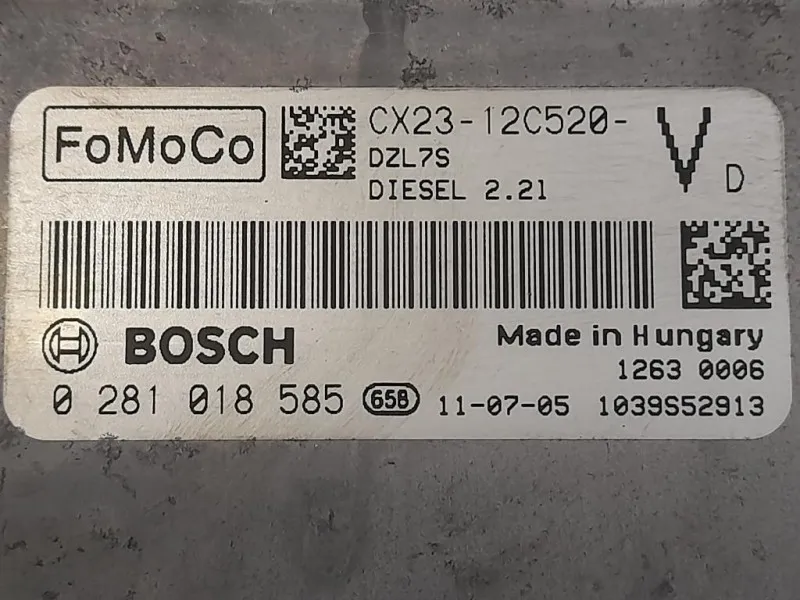 FoMoCo
CX23-12C520- V D
DZL7S
DIESEL 2.2l
BOSCH
Made in Hungary
1263 0006
0 281 018 585 658 11-07-05 1039S52913